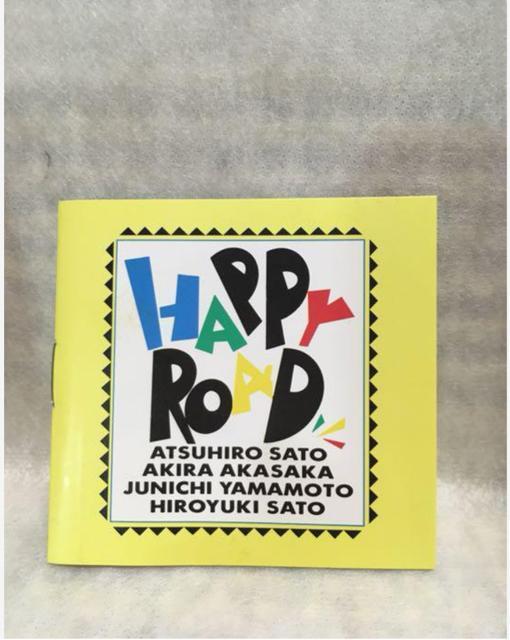 HAPPY
ROAD
ATSUHIRO SATO
AKIRA AKASAKA
JUNICHI YAMAMOTO
HIROYUKI SATO